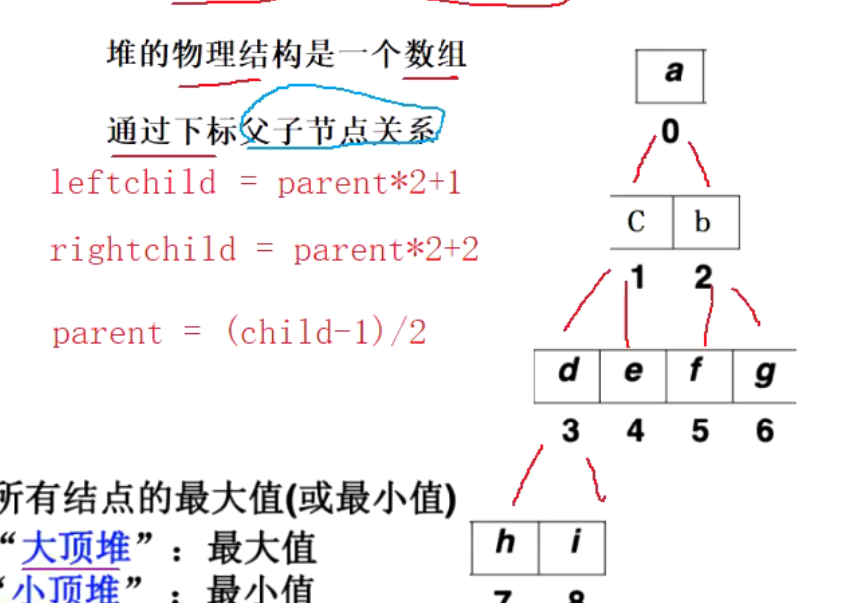 堆的物理结构是一个数组
通过下标父子节点关系
leftchild = parent*2+1
rightchild = parent*2+2
parent = (child-1)/2
a
0
C b
1 2
d e f g
3 4 5 6
所有结点的最大值(或最小值)
“大顶堆”：最大值
“小顶堆”：最小值
h i
7 8